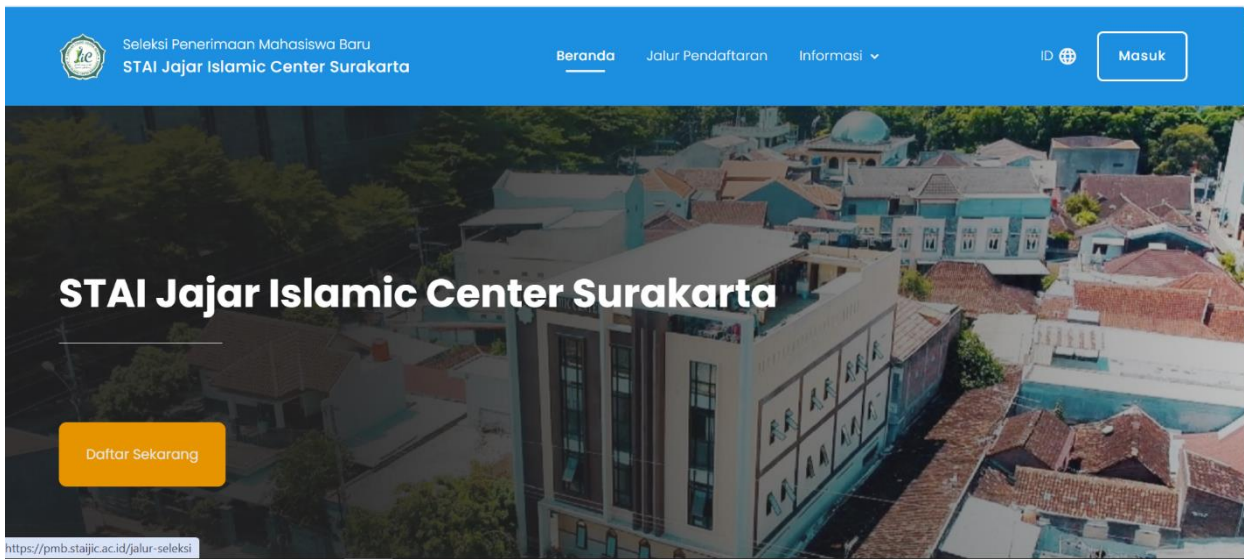 Seleksi Penerimaan Mahasiswa Baru
STAI Jajar Islamic Center Surakarta
Beranda
Jalur Pendaftaran
Informasi
ID
Masuk
STAI Jajar Islamic Center Surakarta
Daftar Sekarang
https://pmb.staijic.ac.id/jalur-seleksi